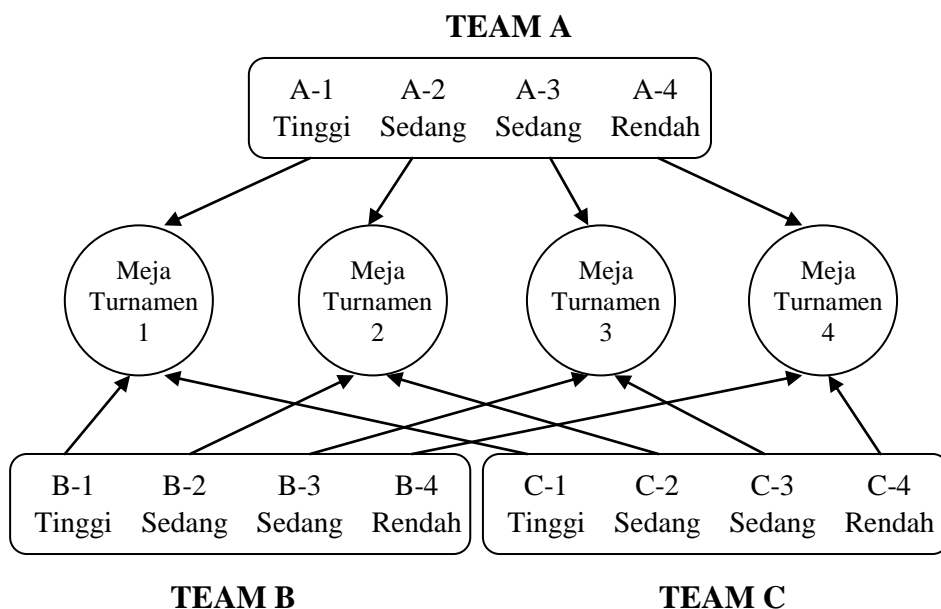 TEAM A
A-1 A-2 A-3 A-4
Tinggi Sedang Sedang Rendah
Meja Meja Meja Meja
Turnamen Turnamen Turnamen Turnamen
1 2 3 4
B-1 B-2 B-3 B-4 C-1 C-2 C-3 C-4
Tinggi Sedang Sedang Rendah Tinggi Sedang Sedang Rendah
TEAM B TEAM C